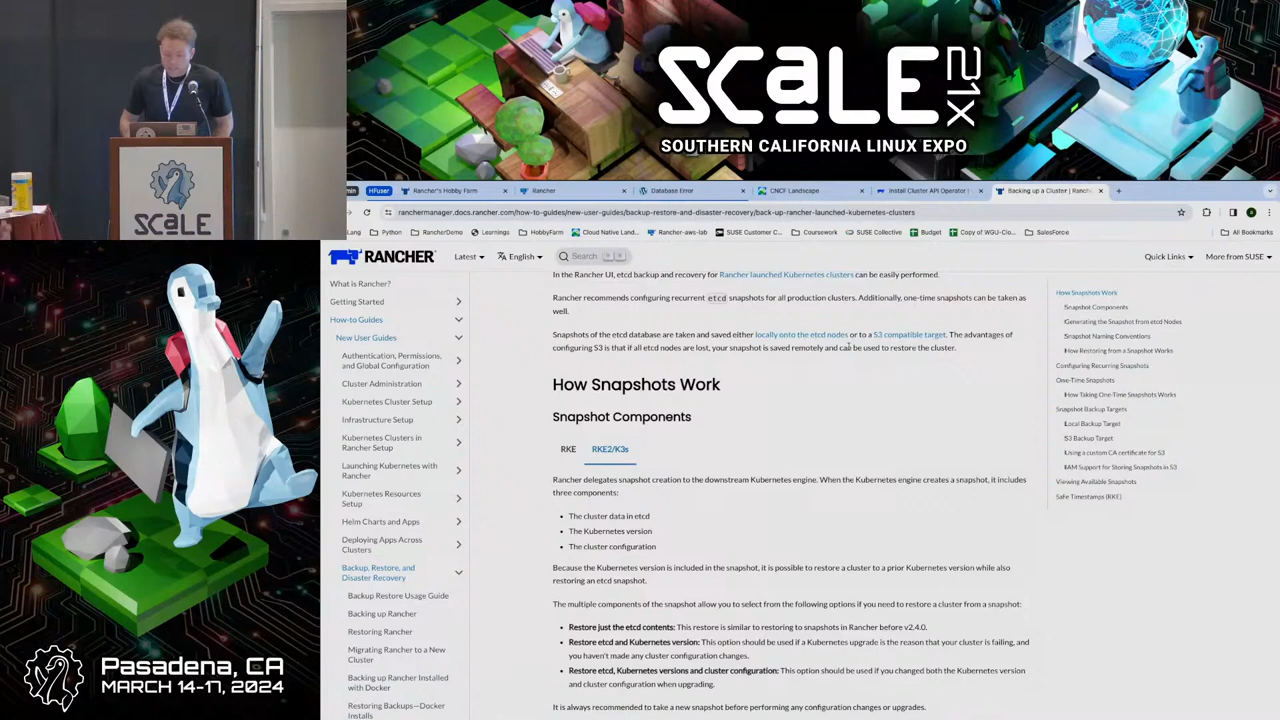 SCALE
SCaLE
21X
SOUTHERN CALIFORNIA LINUX EXPO
HFuser
Rancher's Hobby Farm
Rancher
Database Error
CNCF Landscape
Install Cluster API Operator
Backing up a Cluster | Ranch
ranchermanager.docs.rancher.com/how-to-guides/new-user-guides/backup-restore-and-disaster-recovery/back-up-rancher-launched-kubernetes-clusters
Lang
Python
RancherDemo
Learnings
HobbyFarm
Cloud Native Land...
Rancher-aws-lab
SUSE Customer C...
Coursework
SUSE Collective
Budget
Copy of WGU-Clo...
SalesForce
All Bookmarks
RANCHER
Latest
English
Search
Quick Links
More from SUSE
What is Rancher?
Getting Started
How-to Guides
New User Guides
Authentication, Permissions,
and Global Configuration
Cluster Administration
Kubernetes Cluster Setup
Infrastructure Setup
Kubernetes Clusters in
Rancher Setup
Launching Kubernetes with
Rancher
Kubernetes Resources
Setup
Helm Charts and Apps
Deploying Apps Across
Clusters
Backup, Restore, and
Disaster Recovery
Backup Restore Usage Guide
Backing up Rancher
Restoring Rancher
Migrating Rancher to a New
Cluster
Backing up Rancher Installed
with Docker
Restoring Backups—Docker
Installs
In the Rancher UI, etcd backup and recovery for Rancher launched Kubernetes clusters can be easily performed.
Rancher recommends configuring recurrent etcd snapshots for all production clusters. Additionally, one-time snapshots can be taken as
well.
Snapshots of the etcd database are taken and saved either locally onto the etcd nodes or to a S3 compatible target. The advantages of
configuring S3 is that if all etcd nodes are lost, your snapshot is saved remotely and can be used to restore the cluster.
How Snapshots Work
Snapshot Components
RKE
RKE2/K3s
Rancher delegates snapshot creation to the downstream Kubernetes engine. When the Kubernetes engine creates a snapshot, it includes
three components:
The cluster data in etcd
The Kubernetes version
The cluster configuration
Because the Kubernetes version is included in the snapshot, it is possible to restore a cluster to a prior Kubernetes version while also
restoring an etcd snapshot.
The multiple components of the snapshot allow you to select from the following options if you need to restore a cluster from a snapshot:
Restore just the etcd contents: This restore is similar to restoring to snapshots in Rancher before v2.4.0.
Restore etcd and Kubernetes version: This option should be used if a Kubernetes upgrade is the reason that your cluster is failing, and
you haven't made any cluster configuration changes.
Restore etcd, Kubernetes versions and cluster configuration: This option should be used if you changed both the Kubernetes version
and cluster configuration when upgrading.
It is always recommended to take a new snapshot before performing any configuration changes or upgrades.
How Snapshots Work
Snapshot Components
Generating the Snapshot from etcd Nodes
Snapshot Naming Conventions
How Restoring from a Snapshot Works
Configuring Recurring Snapshots
One-Time Snapshots
How Taking One-Time Snapshots Works
Snapshot Backup Targets
Local Backup Target
S3 Backup Target
Using a custom CA certificate for S3
IAM Support for Storing Snapshots in S3
Viewing Available Snapshots
Safe Timestamps (RKE)
Pasadena, CA
MARCH 14-17, 2024